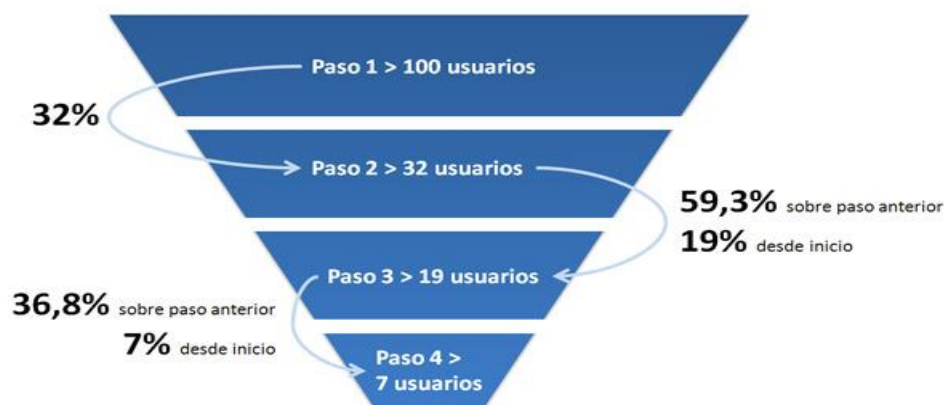 Paso 1 > 100 usuarios
32%
Paso 2 > 32 usuarios
59,3% sobre paso anterior
19% desde inicio
Paso 3 > 19 usuarios
36,8% sobre paso anterior
7% desde inicio
Paso 4 >
7 usuarios